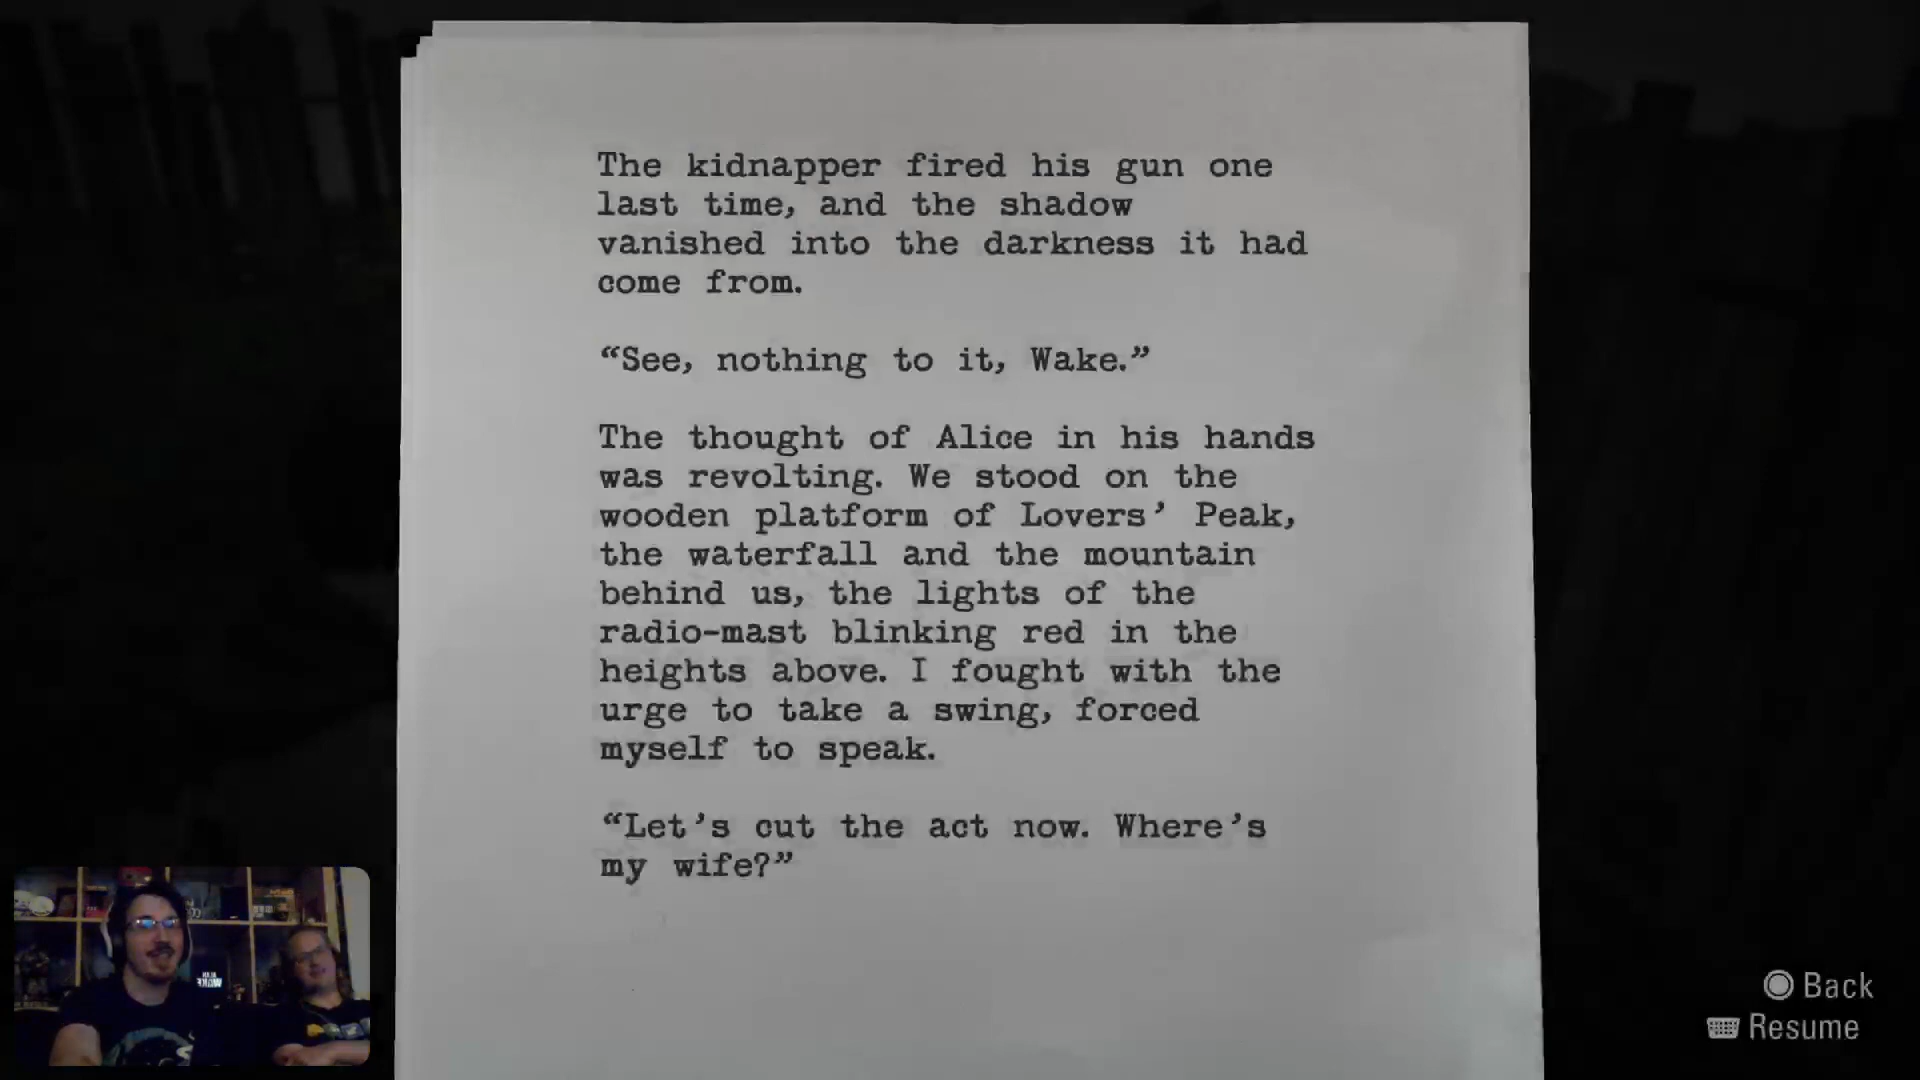 The kidnapper fired his gun one
last time, and the shadow
vanished into the darkness it had
come from.
“See, nothing to it, Wake.”
The thought of Alice in his hands
was revolting. We stood on the
wooden platform of Lovers’ Peak,
the waterfall and the mountain
behind us, the lights of the
radio-mast blinking red in the
heights above. I fought with the
urge to take a swing, forced
myself to speak.
“Let’s cut the act now. Where’s
my wife?”
Back
Resume